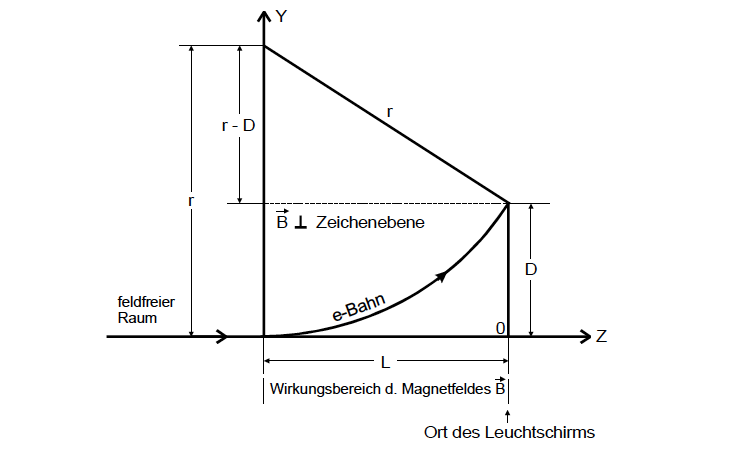 Y
r
r - D
r
B ⊥ Zeichenebene
D
e-Bahn
feldfreier
Raum
0
Z
L
Wirkungsbereich d. Magnetfeldes B
Ort des Leuchtschirms